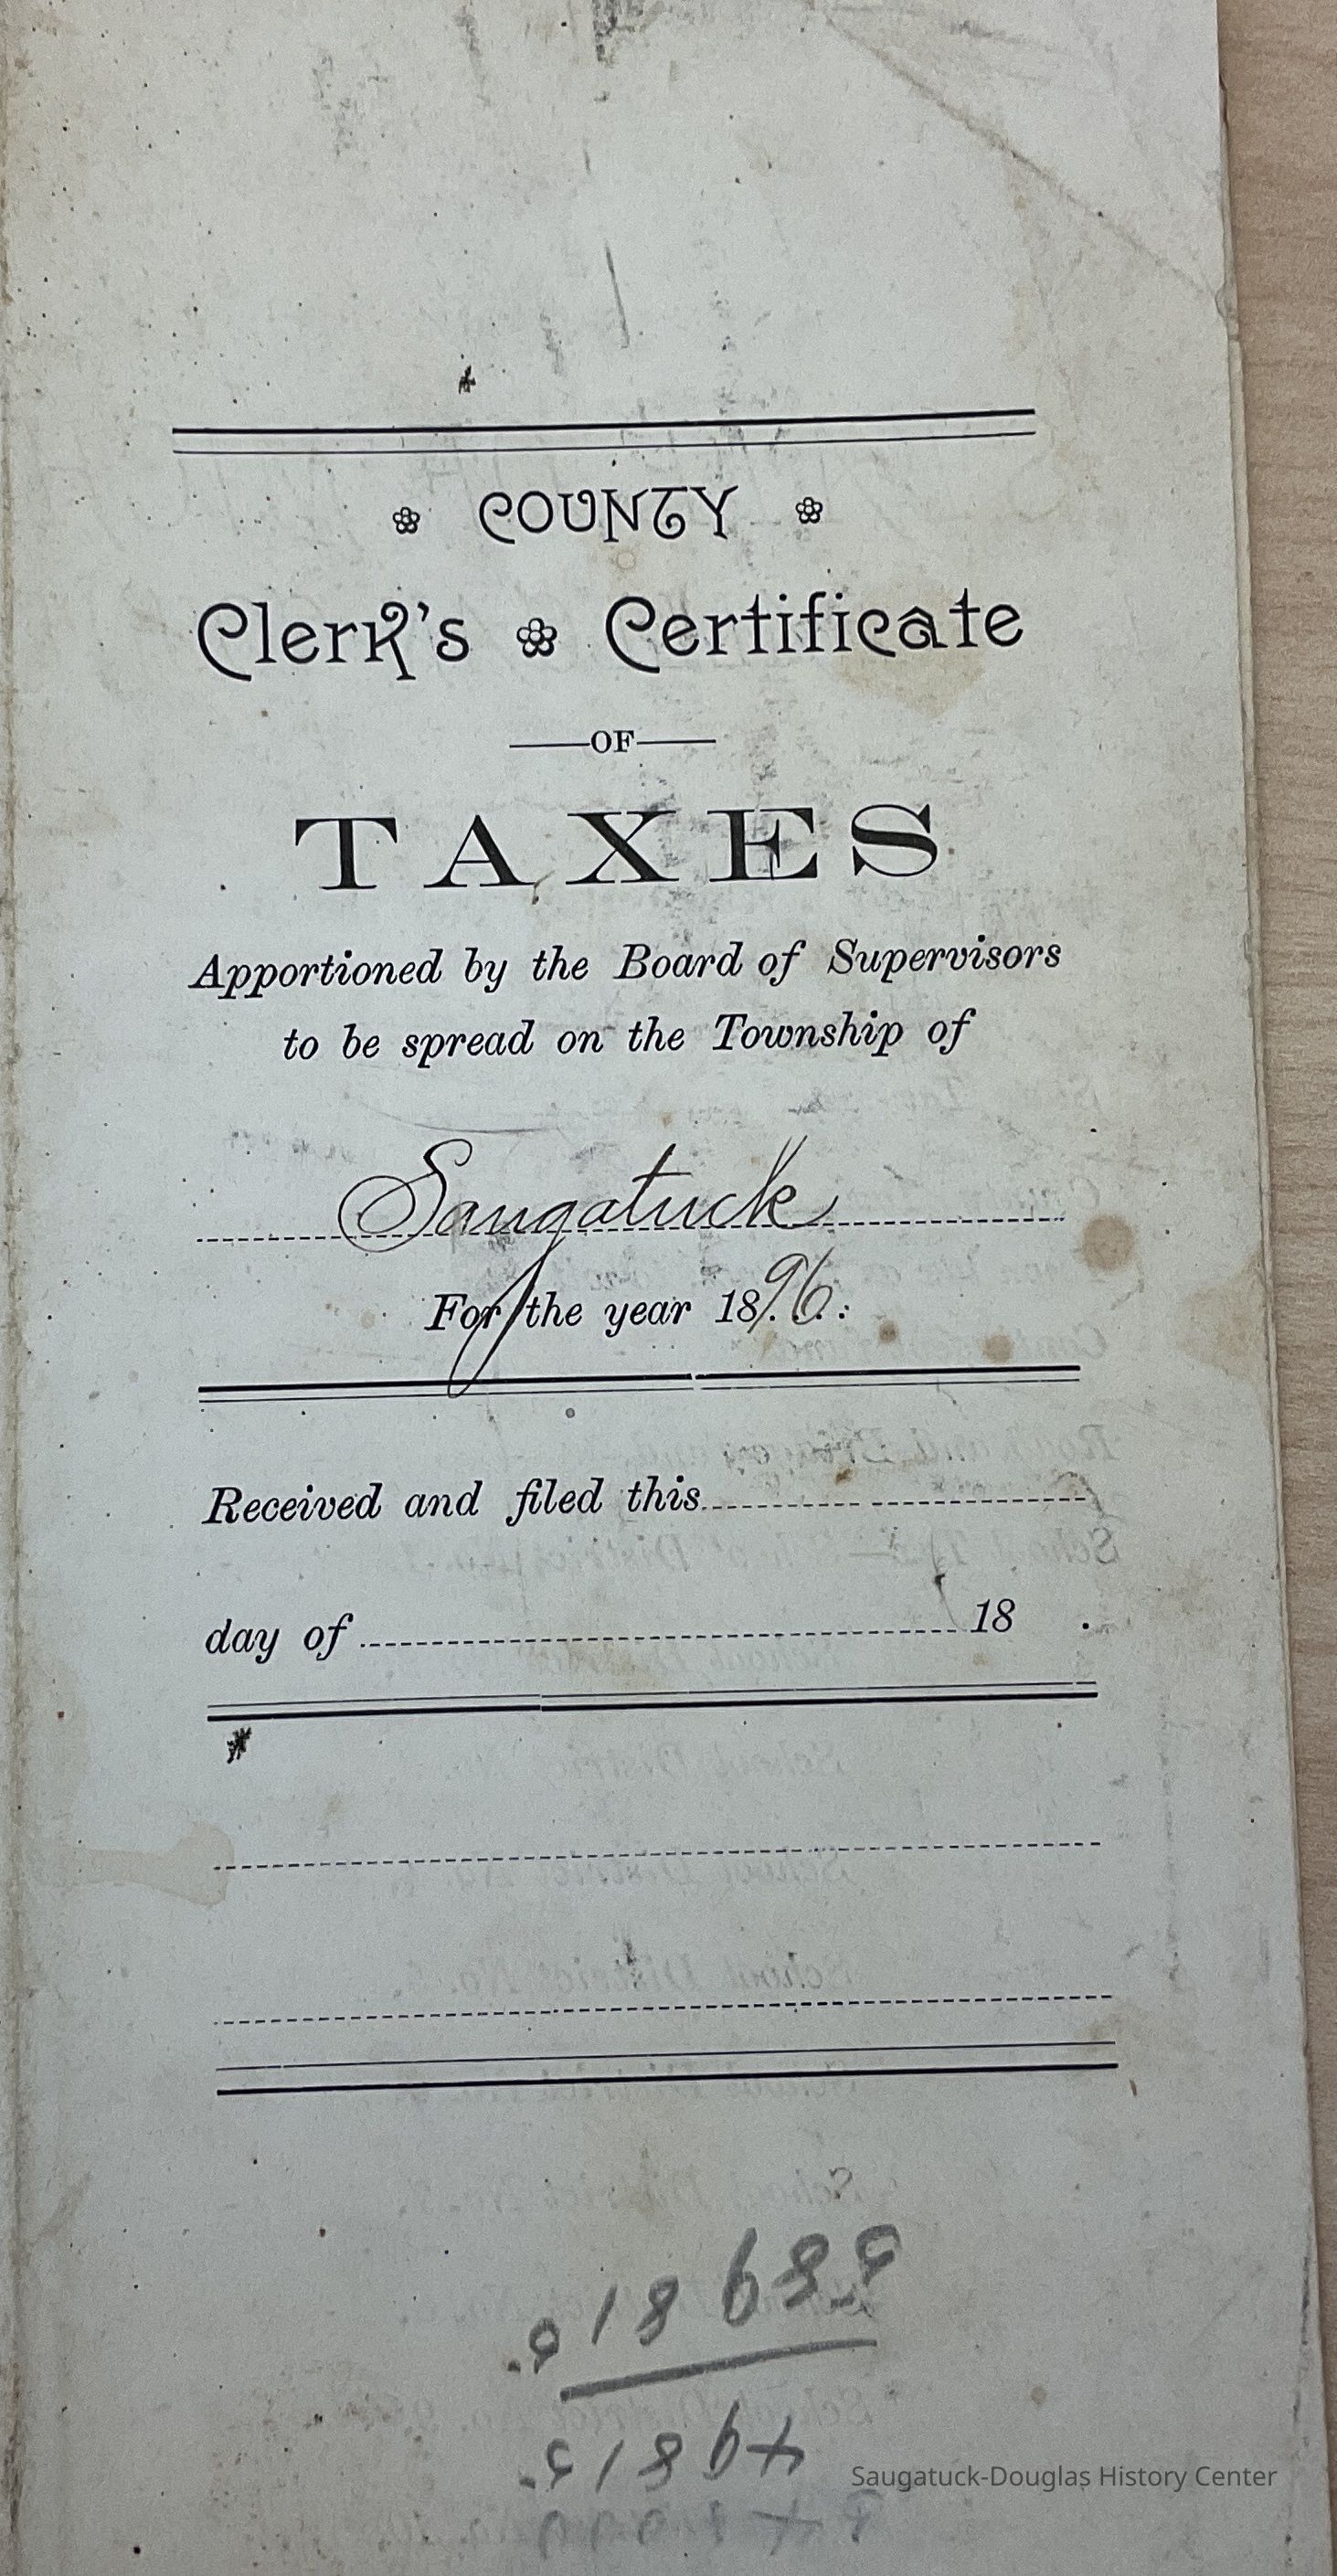 COUNTY
Clerk's Certificate
OF
TAXES
Apportioned by the Board of Supervisors
to be spread on the Township of
Saugatuck
For the year 1896.:
Received and filed this
day of 18 .
Saugatuck-Douglas History Center